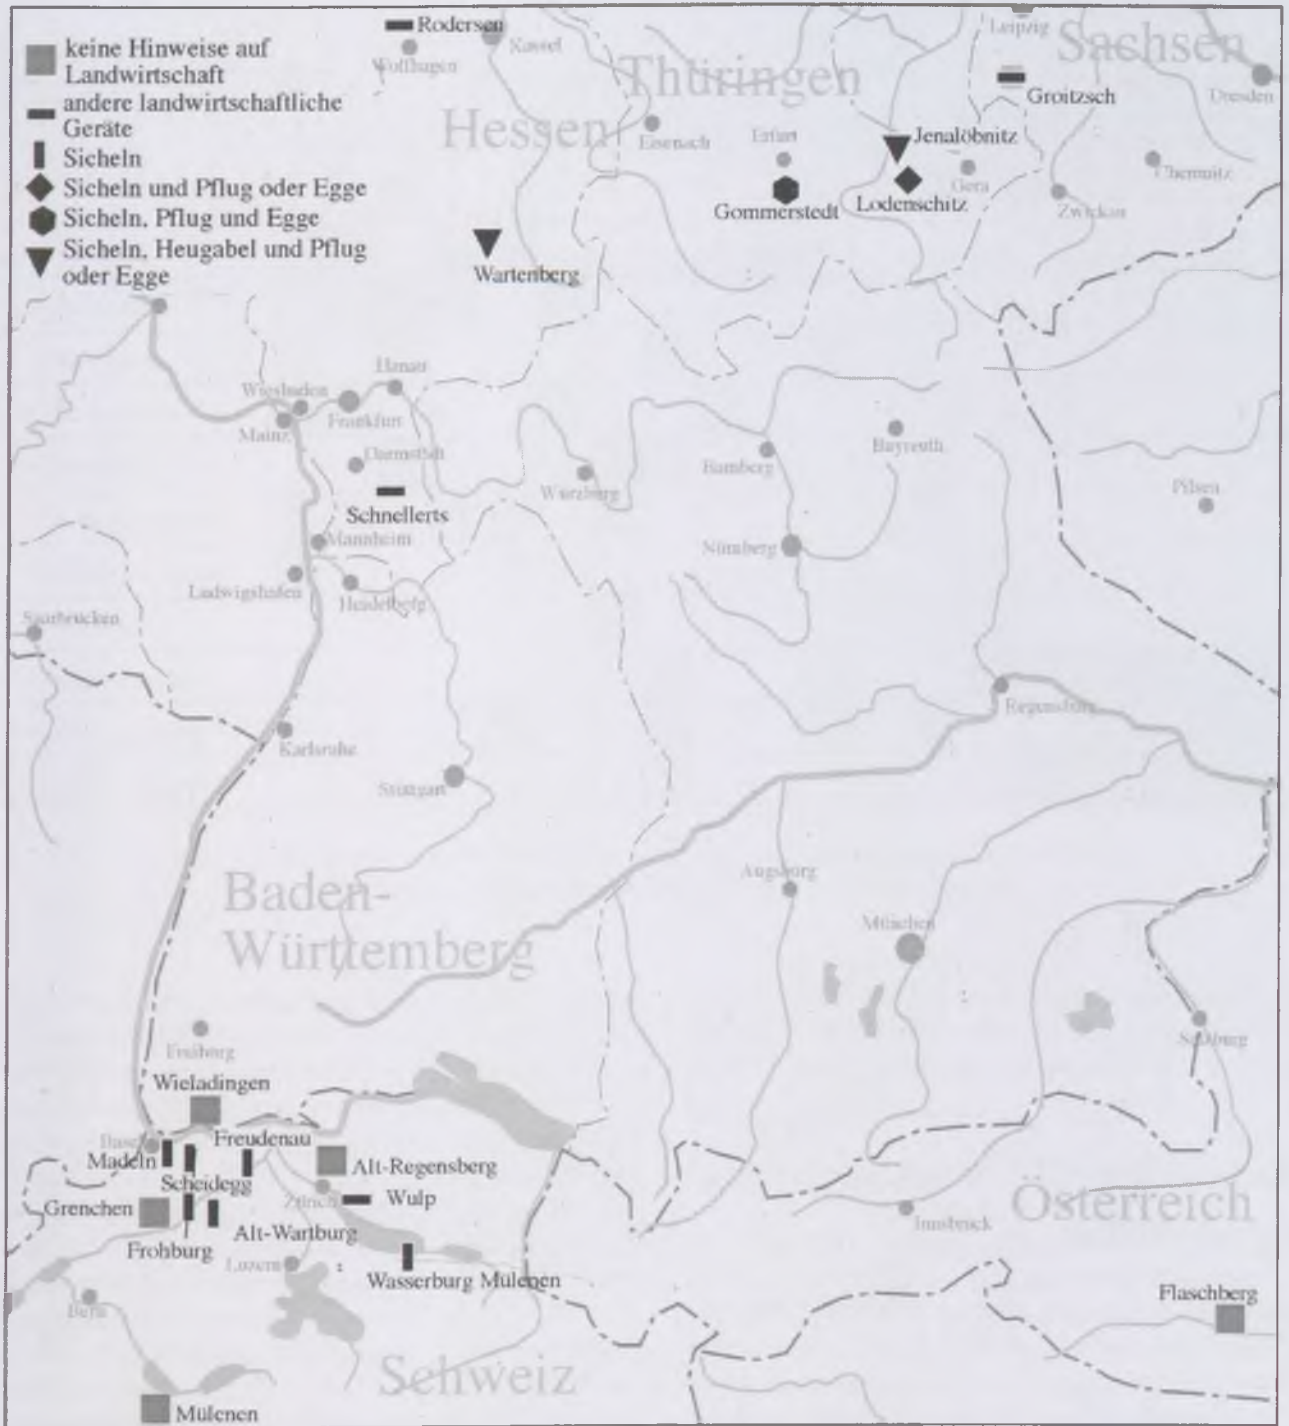 keine Hinweise auf
Landwirtschaft
andere landwirtschaftliche
Geräte
Sicheln
Sicheln und Pflug oder Egge
Sicheln, Pflug und Egge
Sicheln, Heugabel und Pflug
oder Egge
Rodersen
Kassel
Wolfhagen
Leipzig
Sachsen
Thüringen
Groitzsch
Dresden
Hessen
Eisenach
Erfurt
Jenalöbnitz
Gera
Chemnitz
Gommerstedt
Lodenschitz
Zwickau
Wartenberg
Hanau
Wiesbaden
Frankfurt
Mainz
Darmstadt
Bayreuth
Bamberg
Würzburg
Pilsen
Schnellerts
Mannheim
Nürnberg
Ludwigshafen
Heidelberg
Saarbrücken
Regensburg
Karlsruhe
Stuttgart
Augsburg
Baden-
Württemberg
München
Salzburg
Freiburg
Wieladingen
Basel
Freudenau
Madeln
Alt-Regensberg
Scheidegg
Zürich
Wulp
Grenchen
Österreich
Innsbruck
Alt-Wartburg
Frohburg
Luzern
Wasserburg Mülenen
Flaschberg
Bern
Schweiz
Mülenen